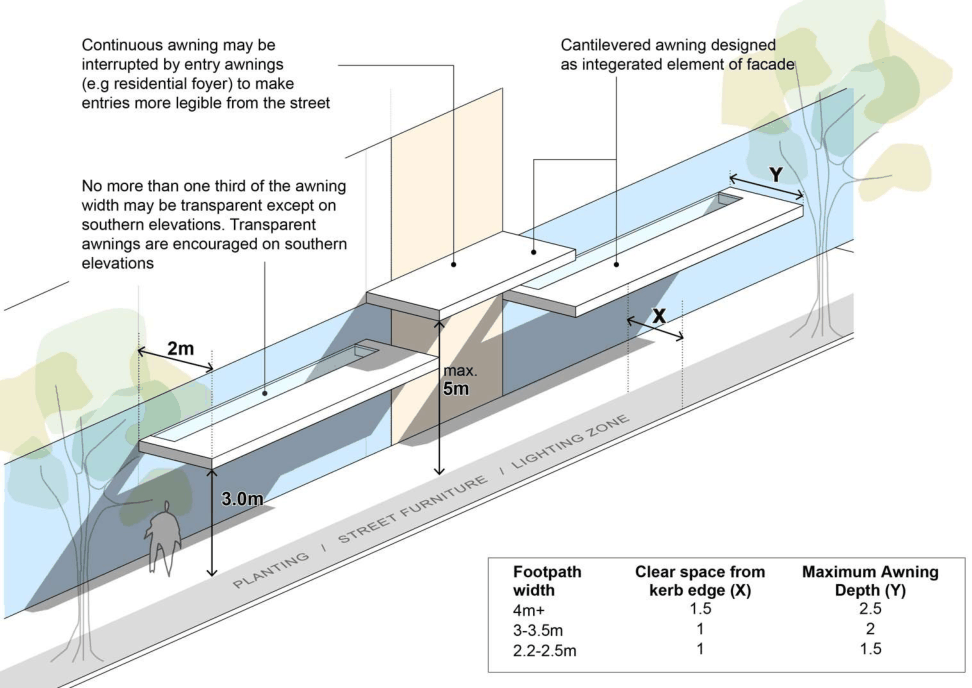 Continuous awning may be
interrupted by entry awnings
(e.g residential foyer) to make
entries more legible from the street
Cantilevered awning designed
as integerated element of facade
No more than one third of the awning
width may be transparent except on
southern elevations. Transparent
awnings are encouraged on southern
elevations
Y
X
2m
max.
5m
3.0m
PLANTING / STREET FURNITURE / LIGHTING ZONE
Footpath width Clear space from kerb edge (X) Maximum Awning Depth (Y)
4m+ 1.5 2.5
3-3.5m 1 2
2.2-2.5m 1 1.5